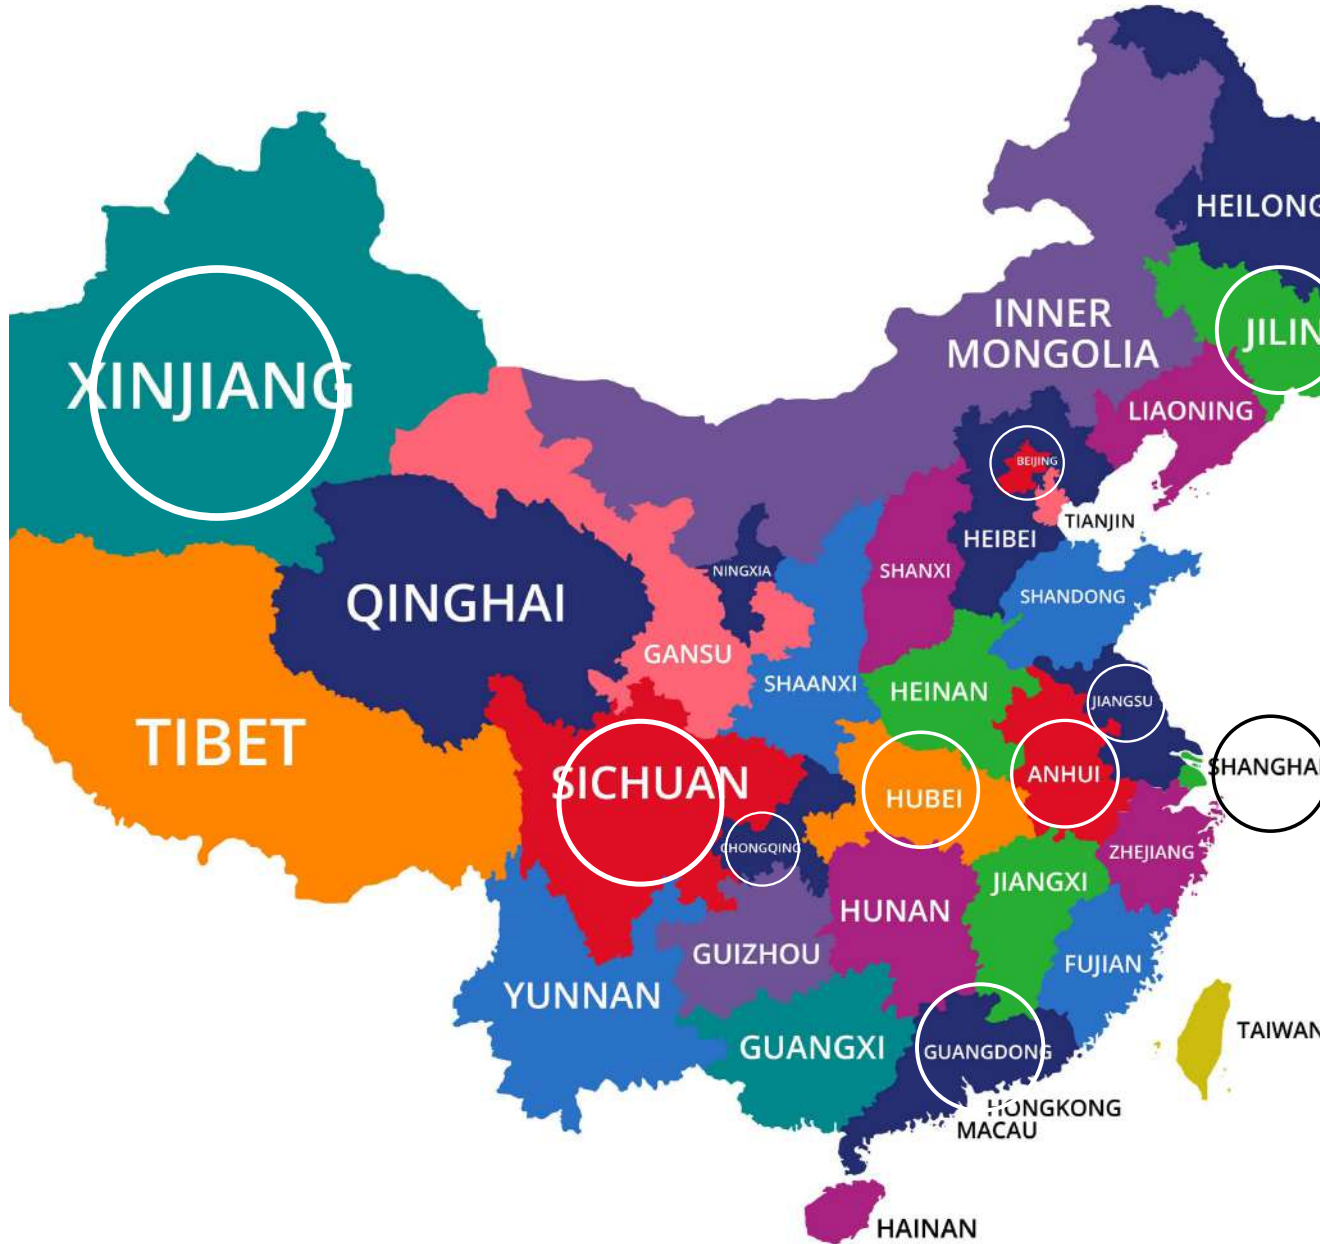 HEILONG
INNER
MONGOLIA
JILIN
XINJIANG
LIAONING
BEIJING
TIANJIN
HEIBEI
NINGXIA
SHANXI
SHANDONG
QINGHAI
GANSU
SHAANXI
HEINAN
JIANGSU
TIBET
SICHUAN
HUBEI
ANHUI
SHANGHAI
CHONGQING
ZHEJIANG
JIANGXI
HUNAN
GUIZHOU
FUJIAN
YUNNAN
GUANGXI
GUANGDONG
TAIWAN
HONGKONG
MACAU
HAINAN